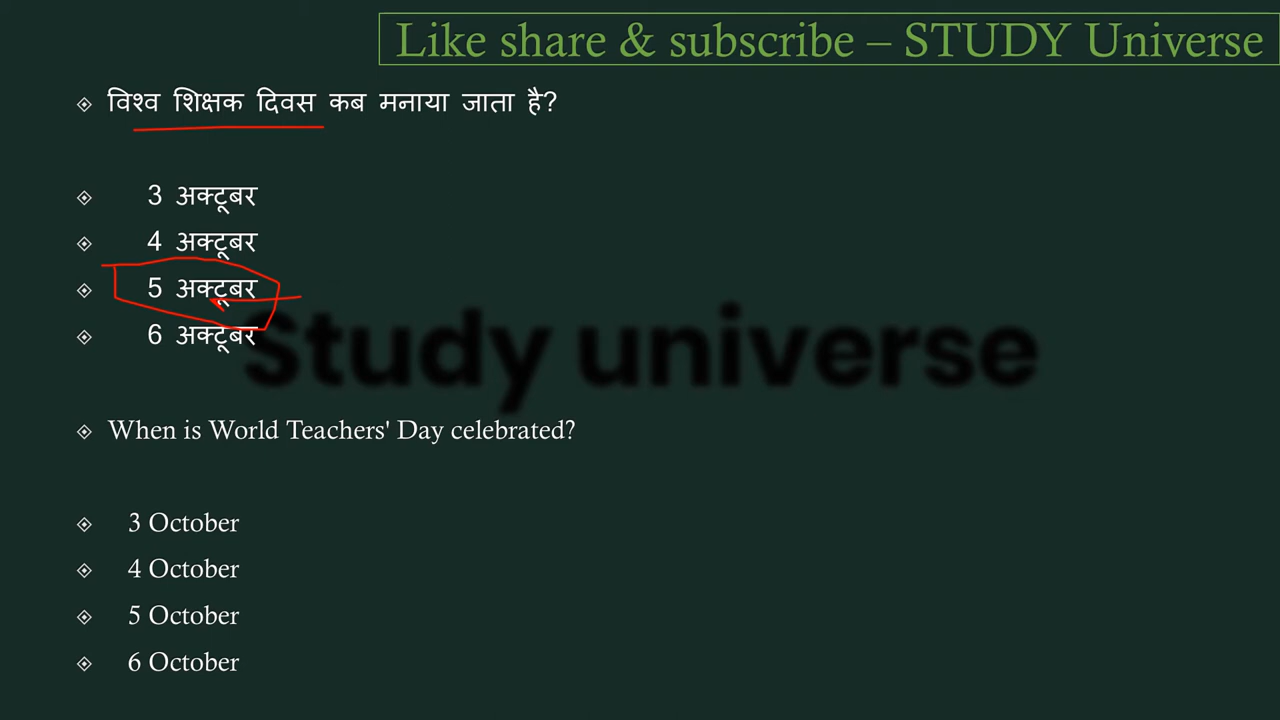 Like share & subscribe – STUDY Universe
विश्व शिक्षक दिवस कब मनाया जाता है?
3 अक्टूबर
4 अक्टूबर
5 अक्टूबर
6 अक्टूबर
Study universe
When is World Teachers' Day celebrated?
3 October
4 October
5 October
6 October